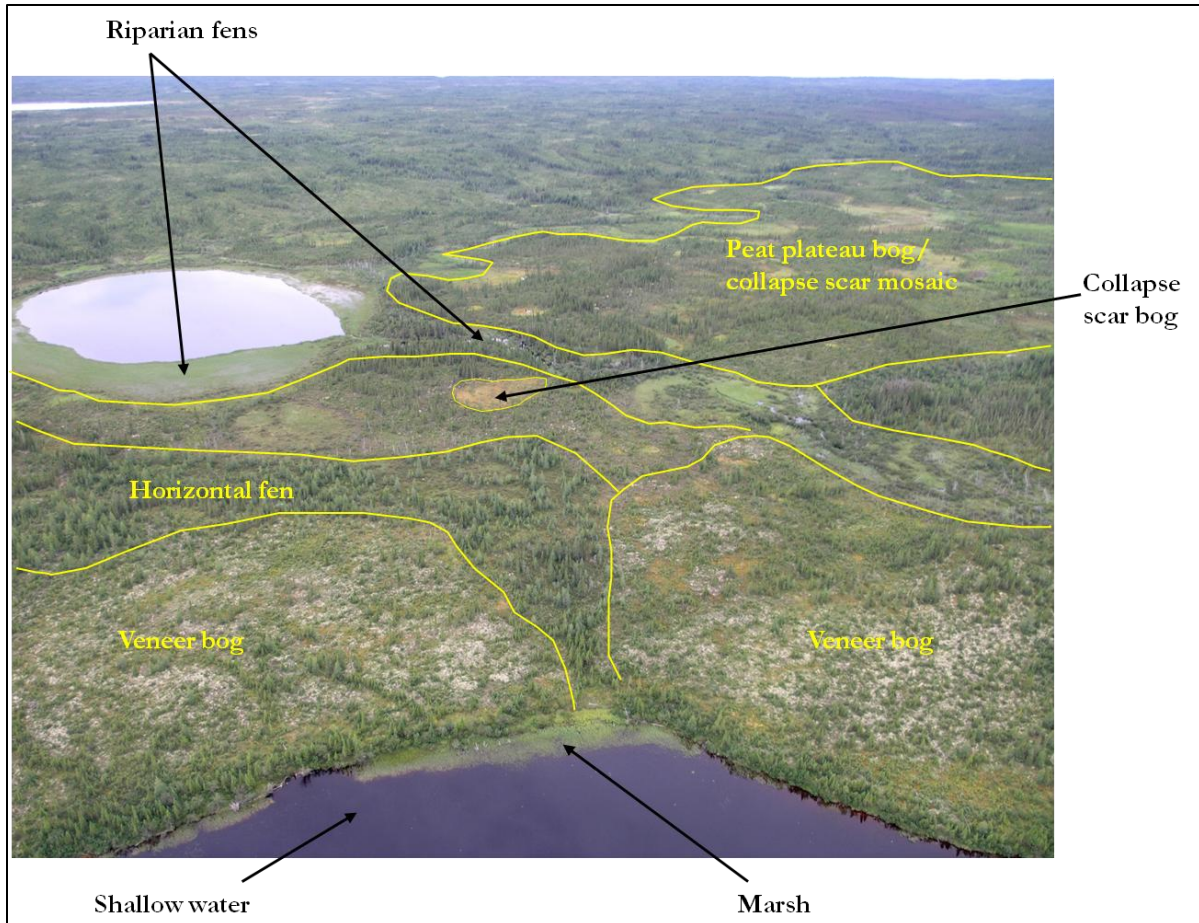 Riparian fens
Peat plateau bog/
collapse scar mosaic
Collapse
scar bog
Horizontal fen
Veneer bog
Veneer bog
Shallow water
Marsh